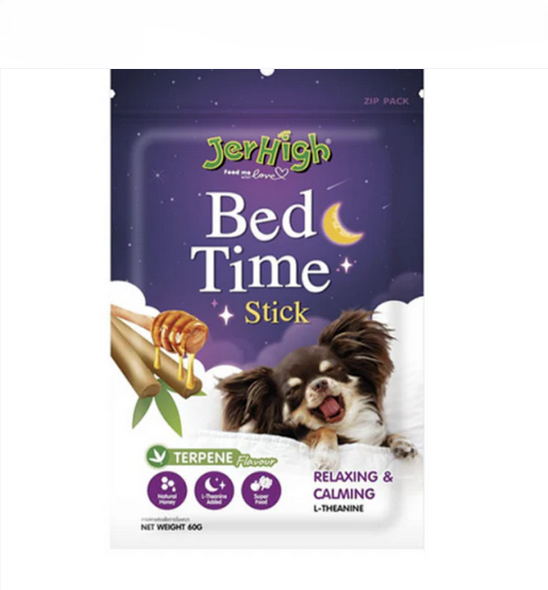 ZIP PACK
JerHigh®
Feed me with love
Bed
Time
Stick
TERPENE Flavour
Natural
Honey
L-Theanine
Added
Super
Food
RELAXING &
CALMING
L-THEANINE
NET WEIGHT 60G